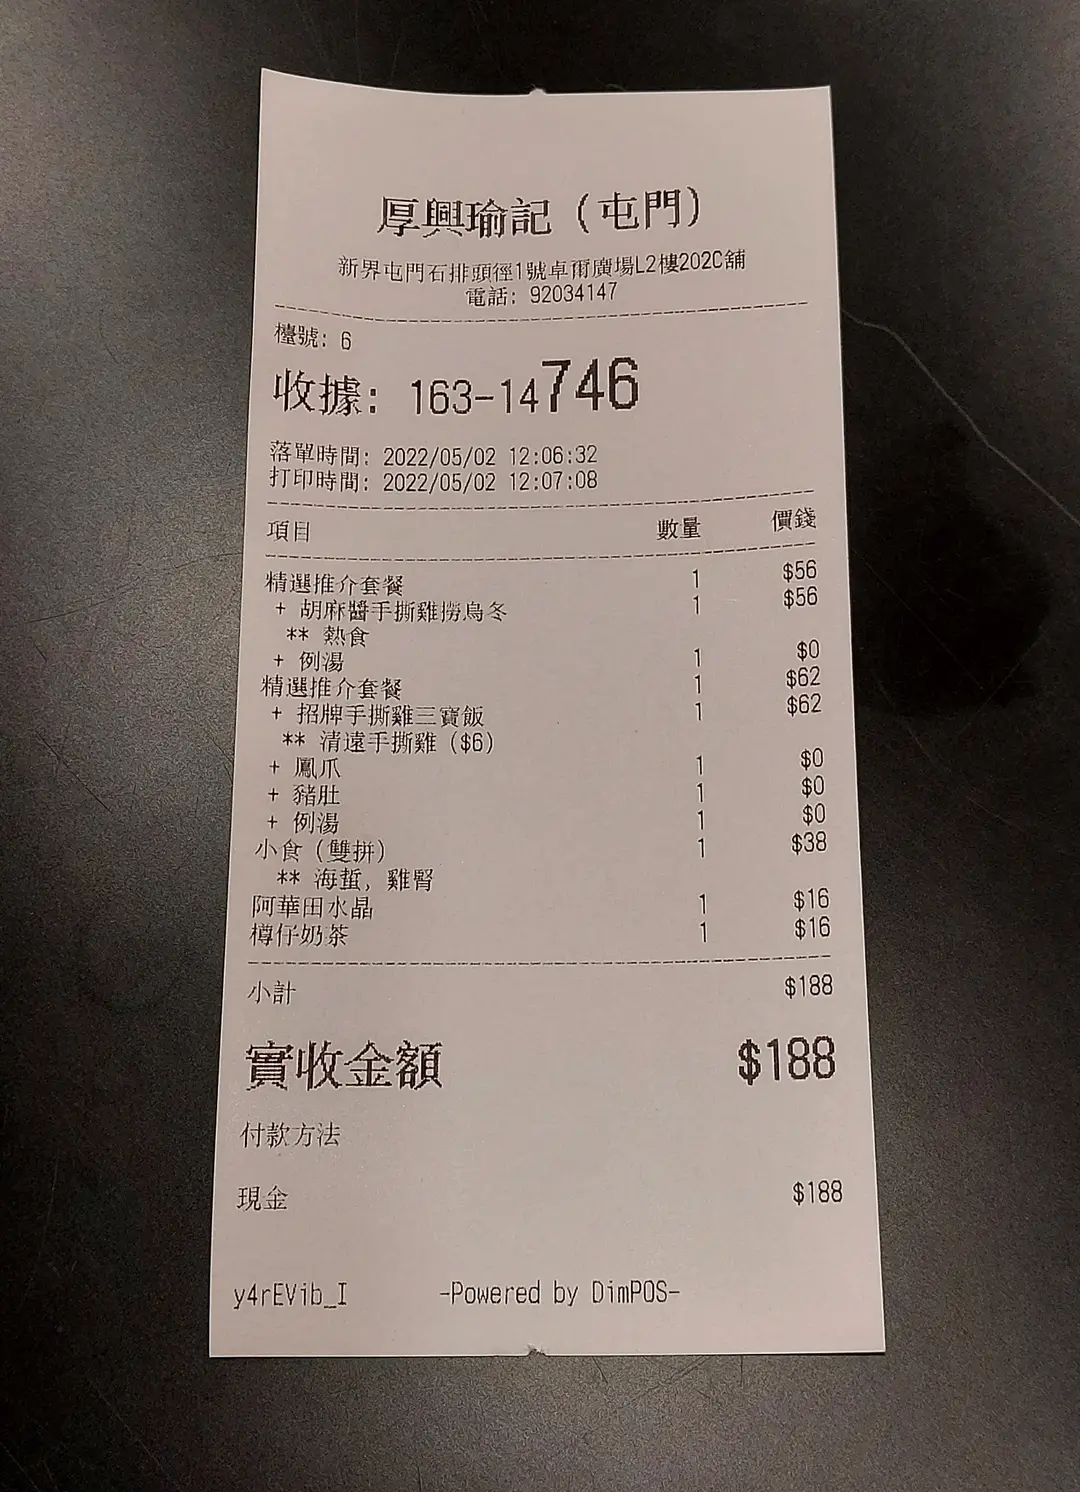 厚興瑜記（屯門）
新界屯門石排頭徑1號卓爾廣場L2樓202C舖
電話: 92034147
檯號: 6
收據: 163-14746
落單時間: 2022/05/02 12:06:32
打印時間: 2022/05/02 12:07:08
項目 數量 價錢
精選推介套餐 1 $56
+ 胡麻醬手撕雞撈烏冬 1 $56
** 熱食
+ 例湯 1 $0
精選推介套餐 1 $62
+ 招牌手撕雞三寶飯 1 $62
** 清遠手撕雞 ($6)
+ 鳳爪 1 $0
+ 豬肚 1 $0
+ 例湯 1 $0
小食（雙拼） 1 $38
** 海蜇, 雞腎
阿華田水晶 1 $16
樽仔奶茶 1 $16
小計 $188
實收金額 $188
付款方法
現金 $188
y4rEVib_I -Powered by DimPOS-